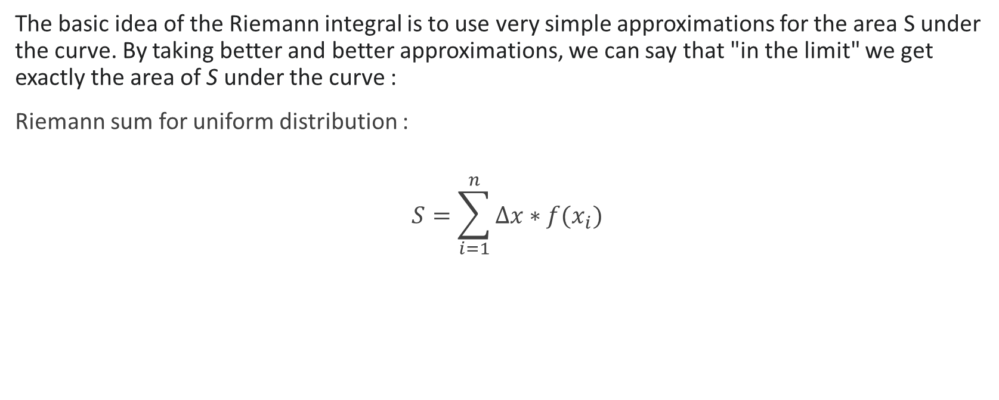 The basic idea of the Riemann integral is to use very simple approximations for the area S under
the curve. By taking better and better approximations, we can say that "in the limit" we get
exactly the area of S under the curve :
Riemann sum for uniform distribution :
S = \sum_{i=1}^{n} Δx * f(x_i)